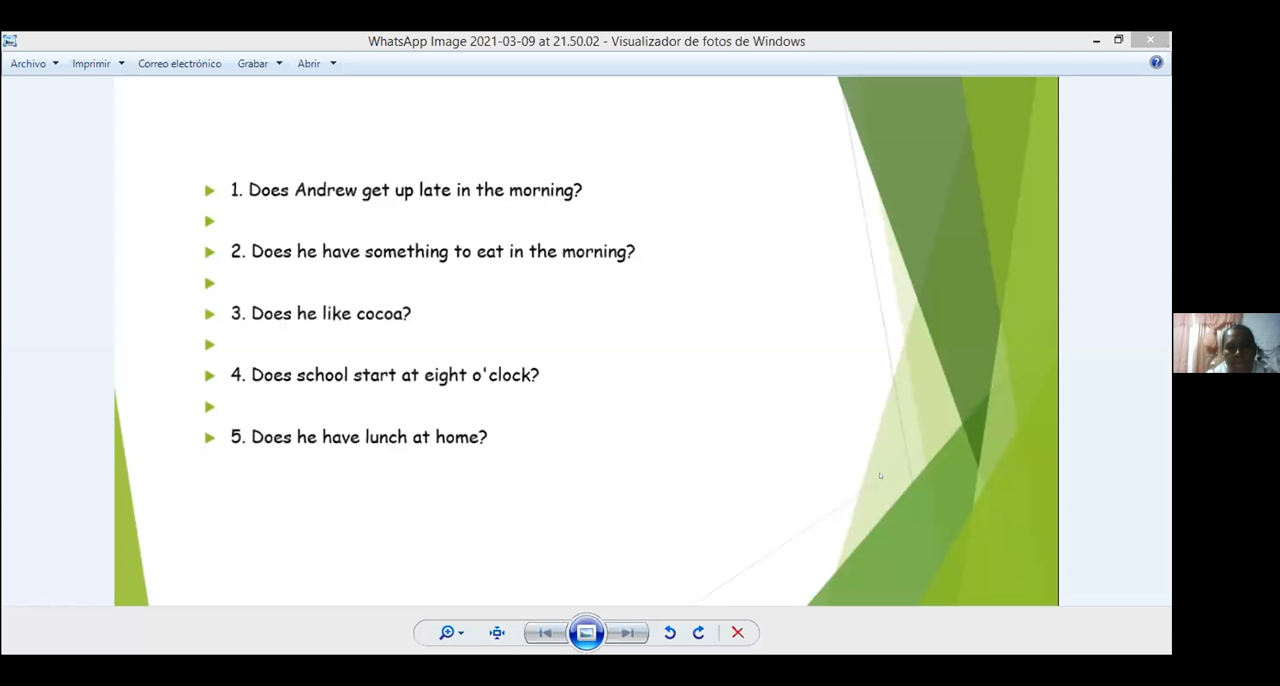 WhatsApp Image 2021-03-09 at 21.50.02 - Visualizador de fotos de Windows
Archivo Imprimir Correo electrónico Grabar Abrir
1. Does Andrew get up late in the morning?
2. Does he have something to eat in the morning?
3. Does he like cocoa?
4. Does school start at eight o'clock?
5. Does he have lunch at home?